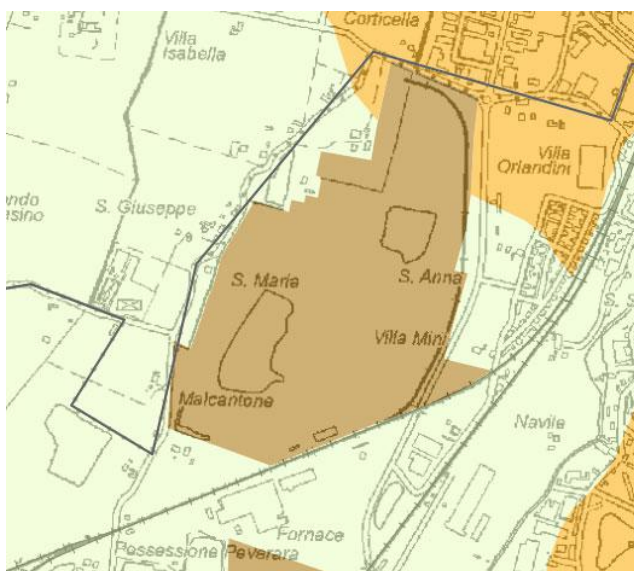 Corticella
Villa
Isabella
Villa
Orlandini
S. Giuseppe
S. Maria
S. Anna
Villa Mini
Malcantone
Navile
Fornace
Possessione Peverara